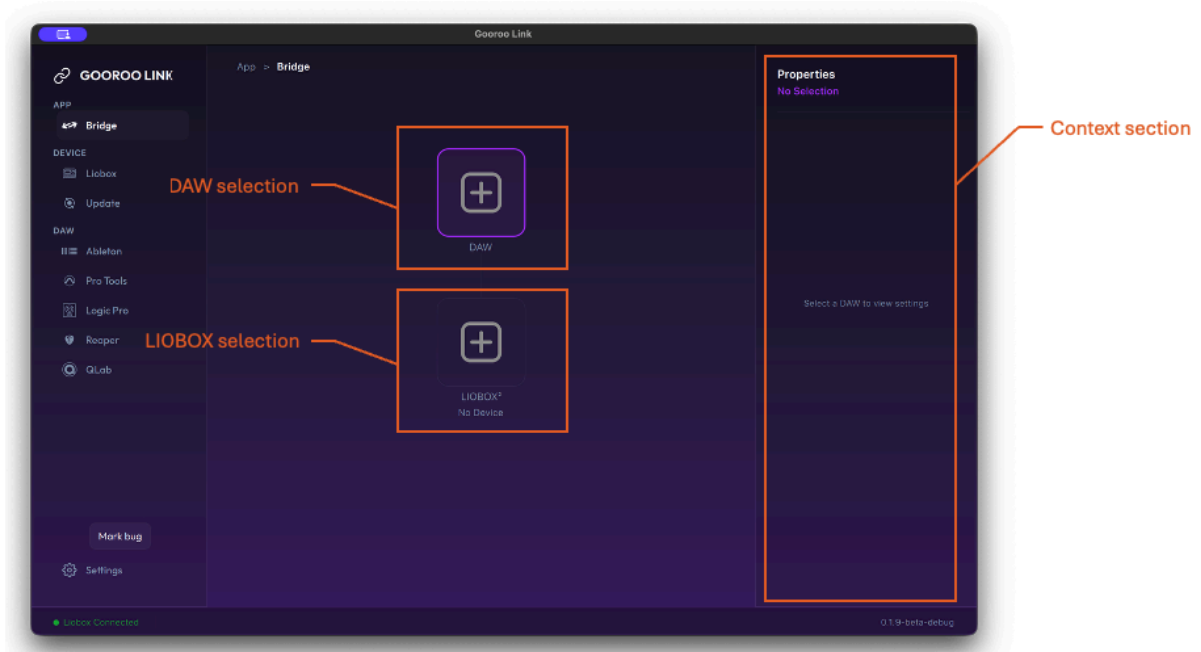 Gooroo Link
GOOROO LINK
APP
Bridge
DEVICE
Liobox
Update
DAW
Ableton
Pro Tools
Logic Pro
Reaper
QLab
Mark bug
Settings
Liobox Connected
App > Bridge
DAW selection
DAW
LIOBOX selection
LIOBOX²
No Device
Properties
No Selection
Select a DAW to view settings
0.1.9-beta-debug
Context section